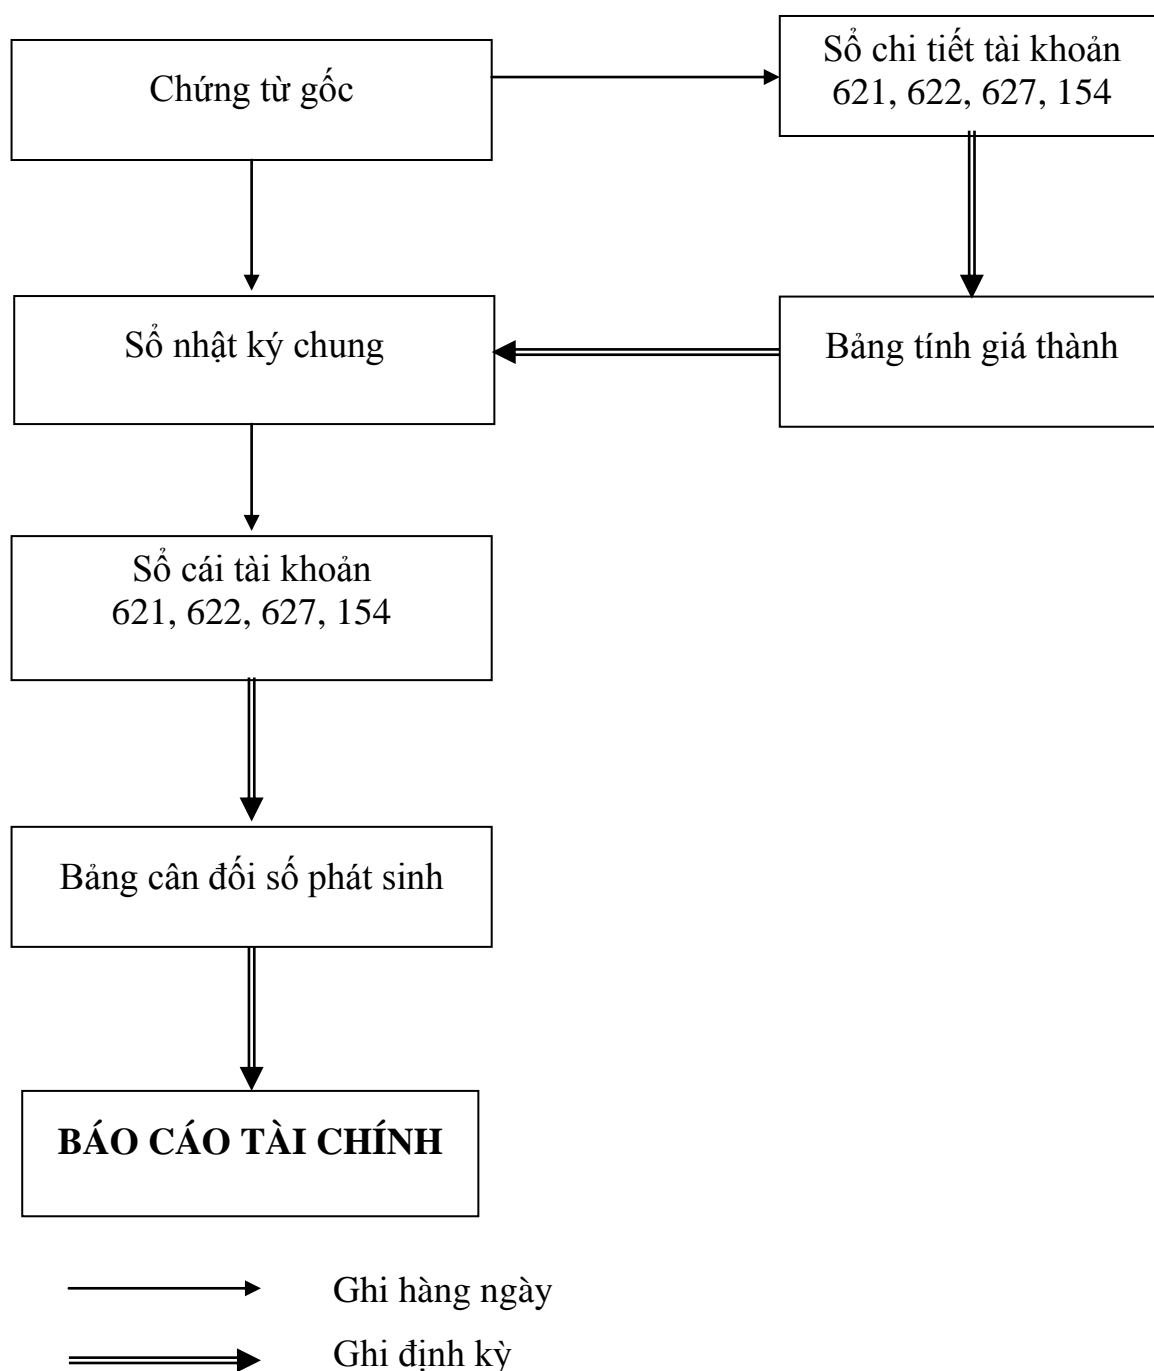 Chứng từ gốc
Sổ chi tiết tài khoản
621, 622, 627, 154
Sổ nhật ký chung
Bảng tính giá thành
Sổ cái tài khoản
621, 622, 627, 154
Bảng cân đối số phát sinh
BÁO CÁO TÀI CHÍNH
Ghi hàng ngày
Ghi định kỳ